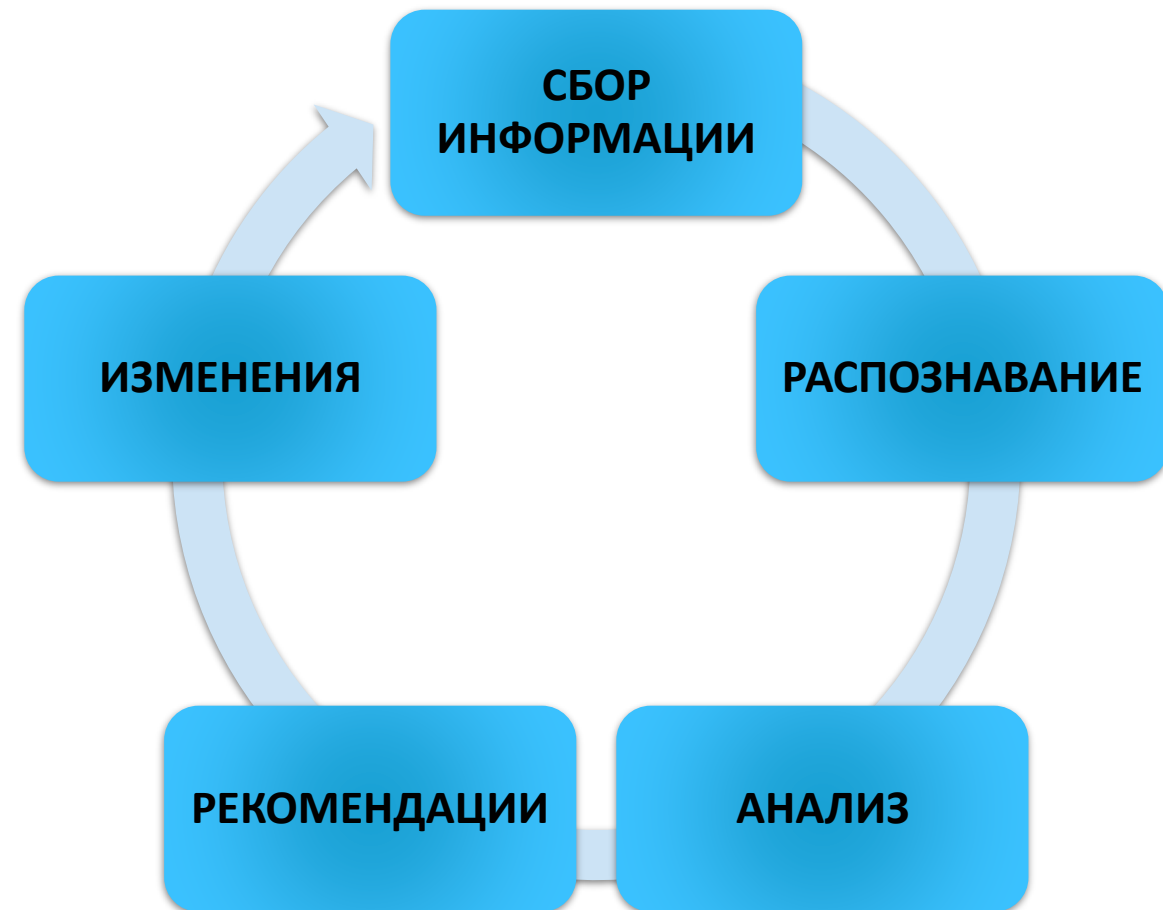 СБОР
ИНФОРМАЦИИ
РАСПОЗНАВАНИЕ
АНАЛИЗ
РЕКОМЕНДАЦИИ
ИЗМЕНЕНИЯ